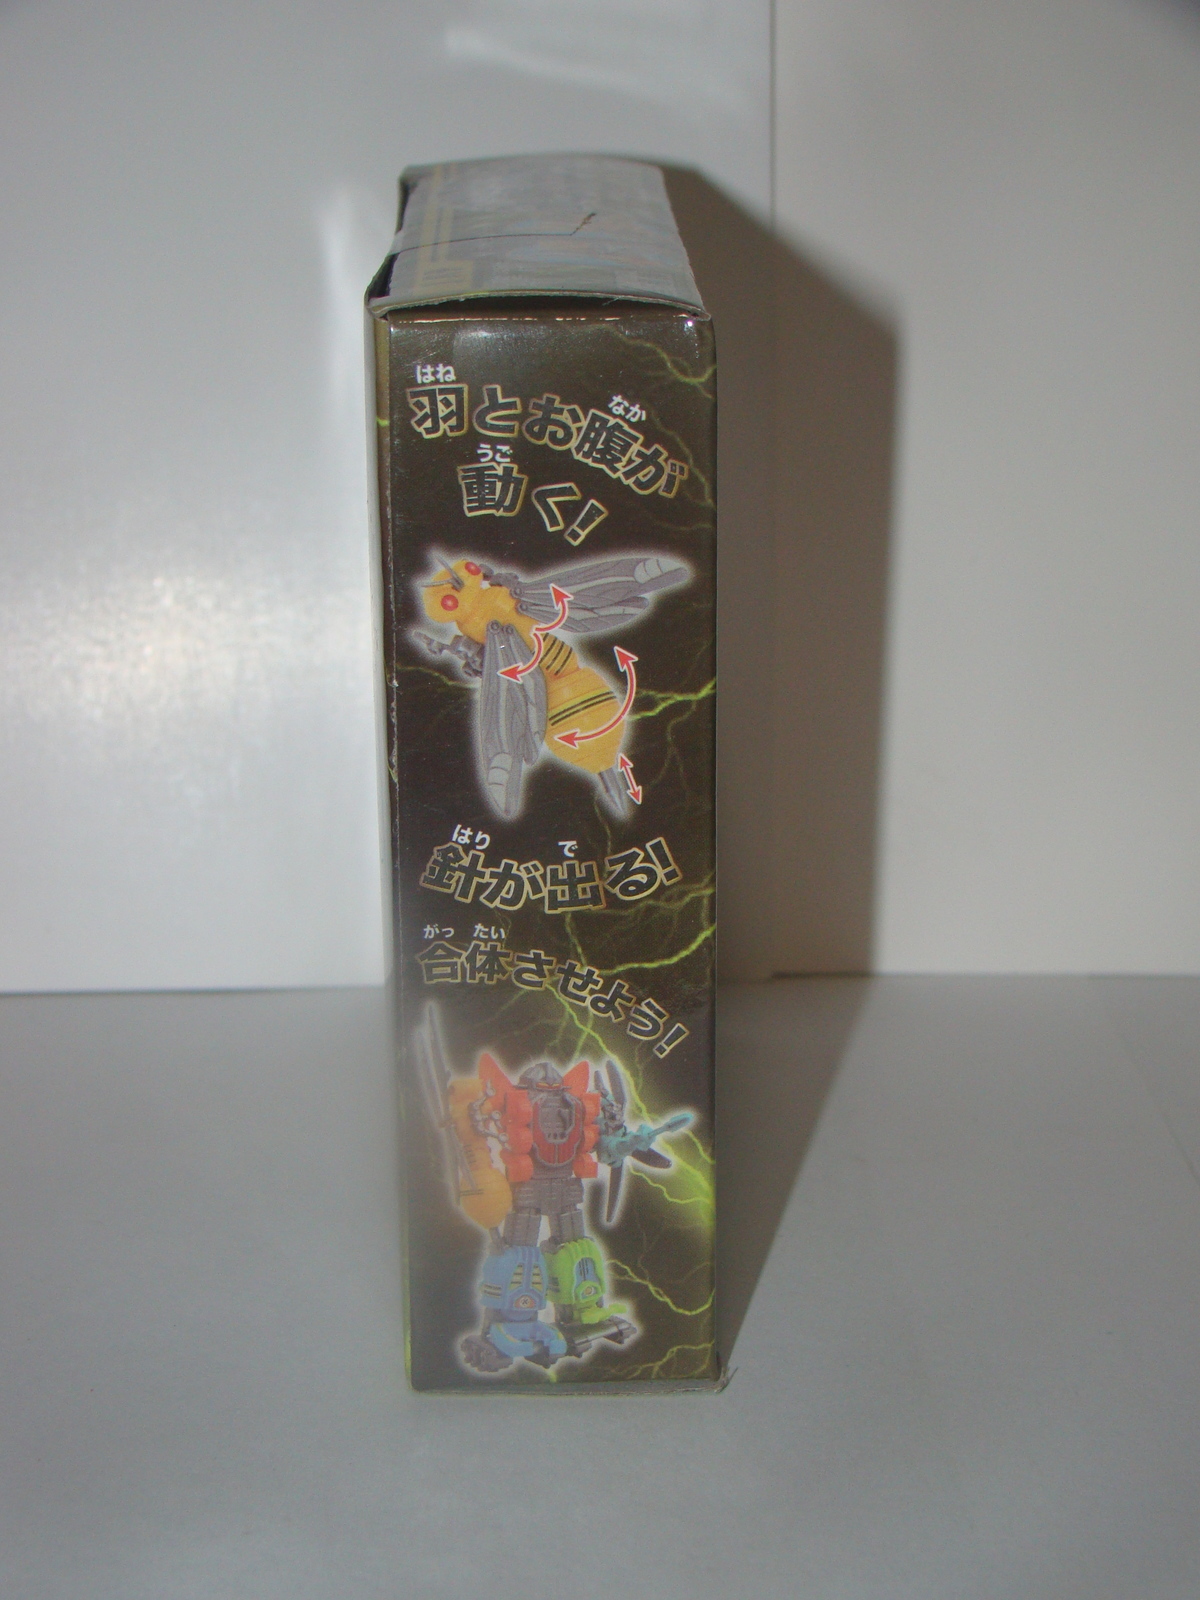 はね
羽とお腹が
なか
うご
動く!
はり で
針が出る!
がったい
合体させよう!